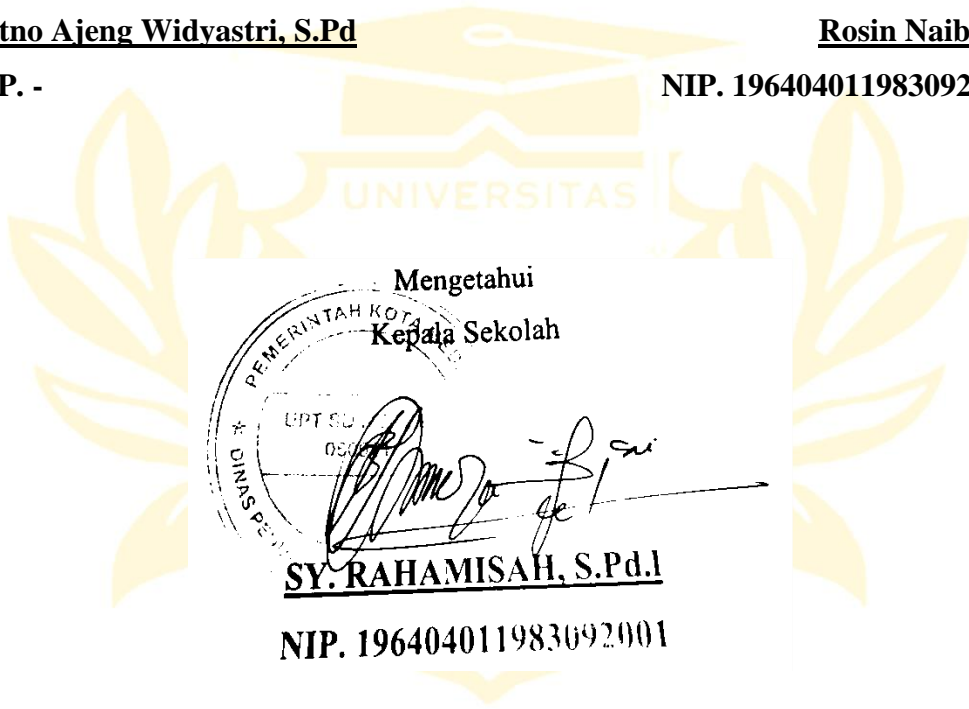 tno Ajeng Widyastri, S.Pd Rosin Naib
P. - NIP. 196404011983092
UNIVERSITAS
Mengetahui
Kepala Sekolah
PEMERINTAH KOTA
UPT SD
DINAS
SY. RAHAMISAH, S.Pd.I
NIP. 196404011983092001